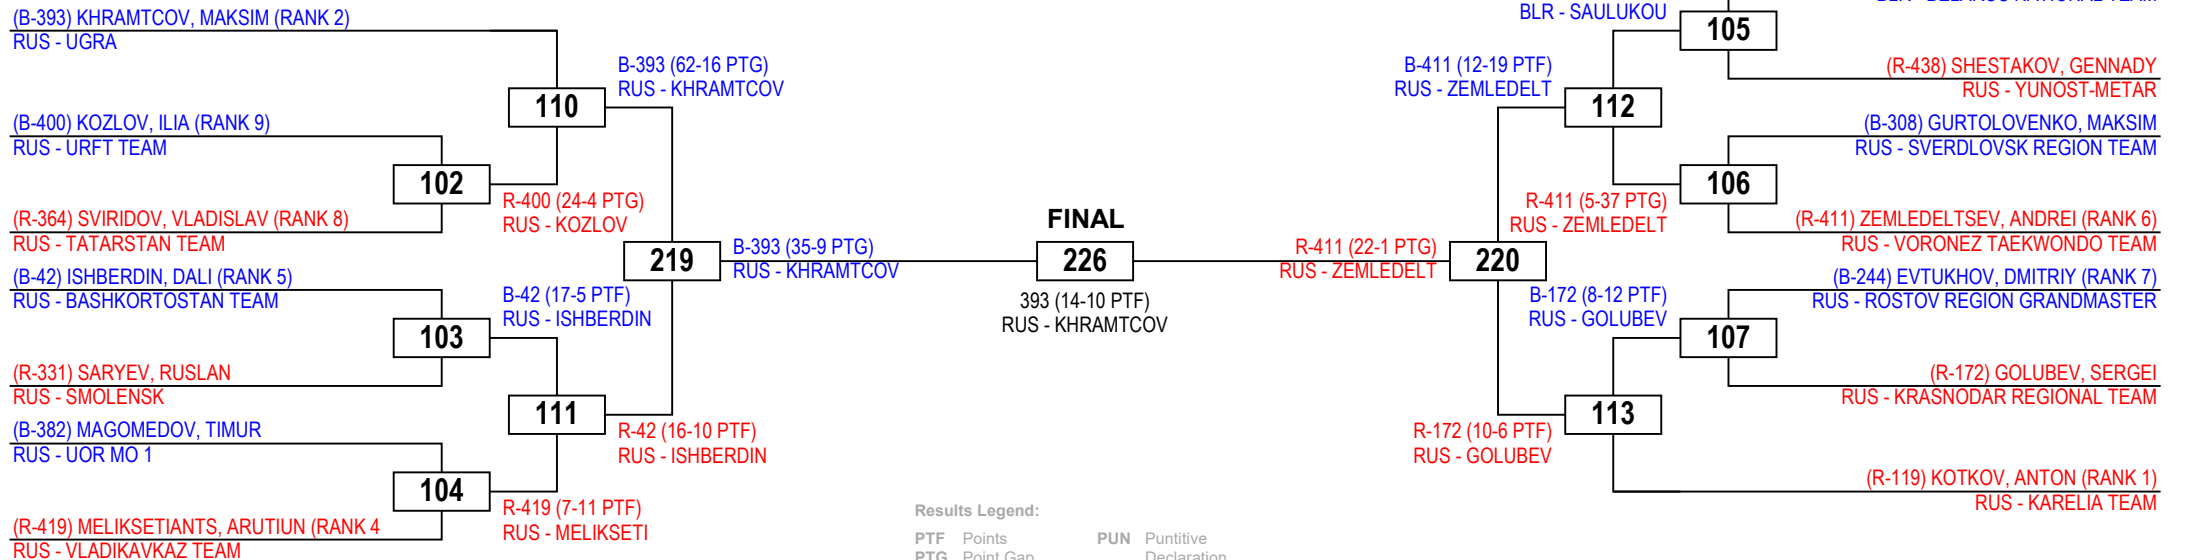 (B-393) KHRAMTCOV, MAKSIM (RANK 2)
RUS - UGRA
(B-400) KOZLOV, ILIA (RANK 9)
RUS - URFT TEAM
(R-364) SVIRIDOV, VLADISLAV (RANK 8)
RUS - TATARSTAN TEAM
(B-42) ISHBERDIN, DALI (RANK 5)
RUS - BASHKORTOSTAN TEAM
(R-331) SARYEV, RUSLAN
RUS - SMOLENSK
(B-382) MAGOMEDOV, TIMUR
RUS - UOR MO 1
(R-419) MELIKSETIANTS, ARUTIUN (RANK 4
RUS - VLADIKAVKAZ TEAM
102
103
104
R-400 (24-4 PTG)
RUS - KOZLOV
B-42 (17-5 PTF)
RUS - ISHBERDIN
R-419 (7-11 PTF)
RUS - MELIKSETI
110
111
B-393 (62-16 PTG)
RUS - KHRAMTCOV
R-42 (16-10 PTF)
RUS - ISHBERDIN
219
B-393 (35-9 PTG)
RUS - KHRAMTCOV
FINAL
226
393 (14-10 PTF)
RUS - KHRAMTCOV
R-411 (22-1 PTG)
RUS - ZEMLEDELT
220
B-411 (12-19 PTF)
RUS - ZEMLEDELT
R-172 (10-6 PTF)
RUS - GOLUBEV
112
113
BLR - SAULUKOU
R-411 (5-37 PTG)
RUS - ZEMLEDELT
B-172 (8-12 PTF)
RUS - GOLUBEV
105
106
107
BLR - BELARUS NATIONAL TEAM
(R-438) SHESTAKOV, GENNADY
RUS - YUNOST-METAR
(B-308) GURTOLOVENKO, MAKSIM
RUS - SVERDLOVSK REGION TEAM
(R-411) ZEMLEDELTSEV, ANDREI (RANK 6)
RUS - VORONEZ TAEKWONDO TEAM
(B-244) EVTUKHOV, DMITRIY (RANK 7)
RUS - ROSTOV REGION GRANDMASTER
(R-172) GOLUBEV, SERGEI
RUS - KRASNODAR REGIONAL TEAM
(R-119) KOTKOV, ANTON (RANK 1)
RUS - KARELIA TEAM
Results Legend:
PTF Points PUN Puntitive
PTG Point Gap Declaration